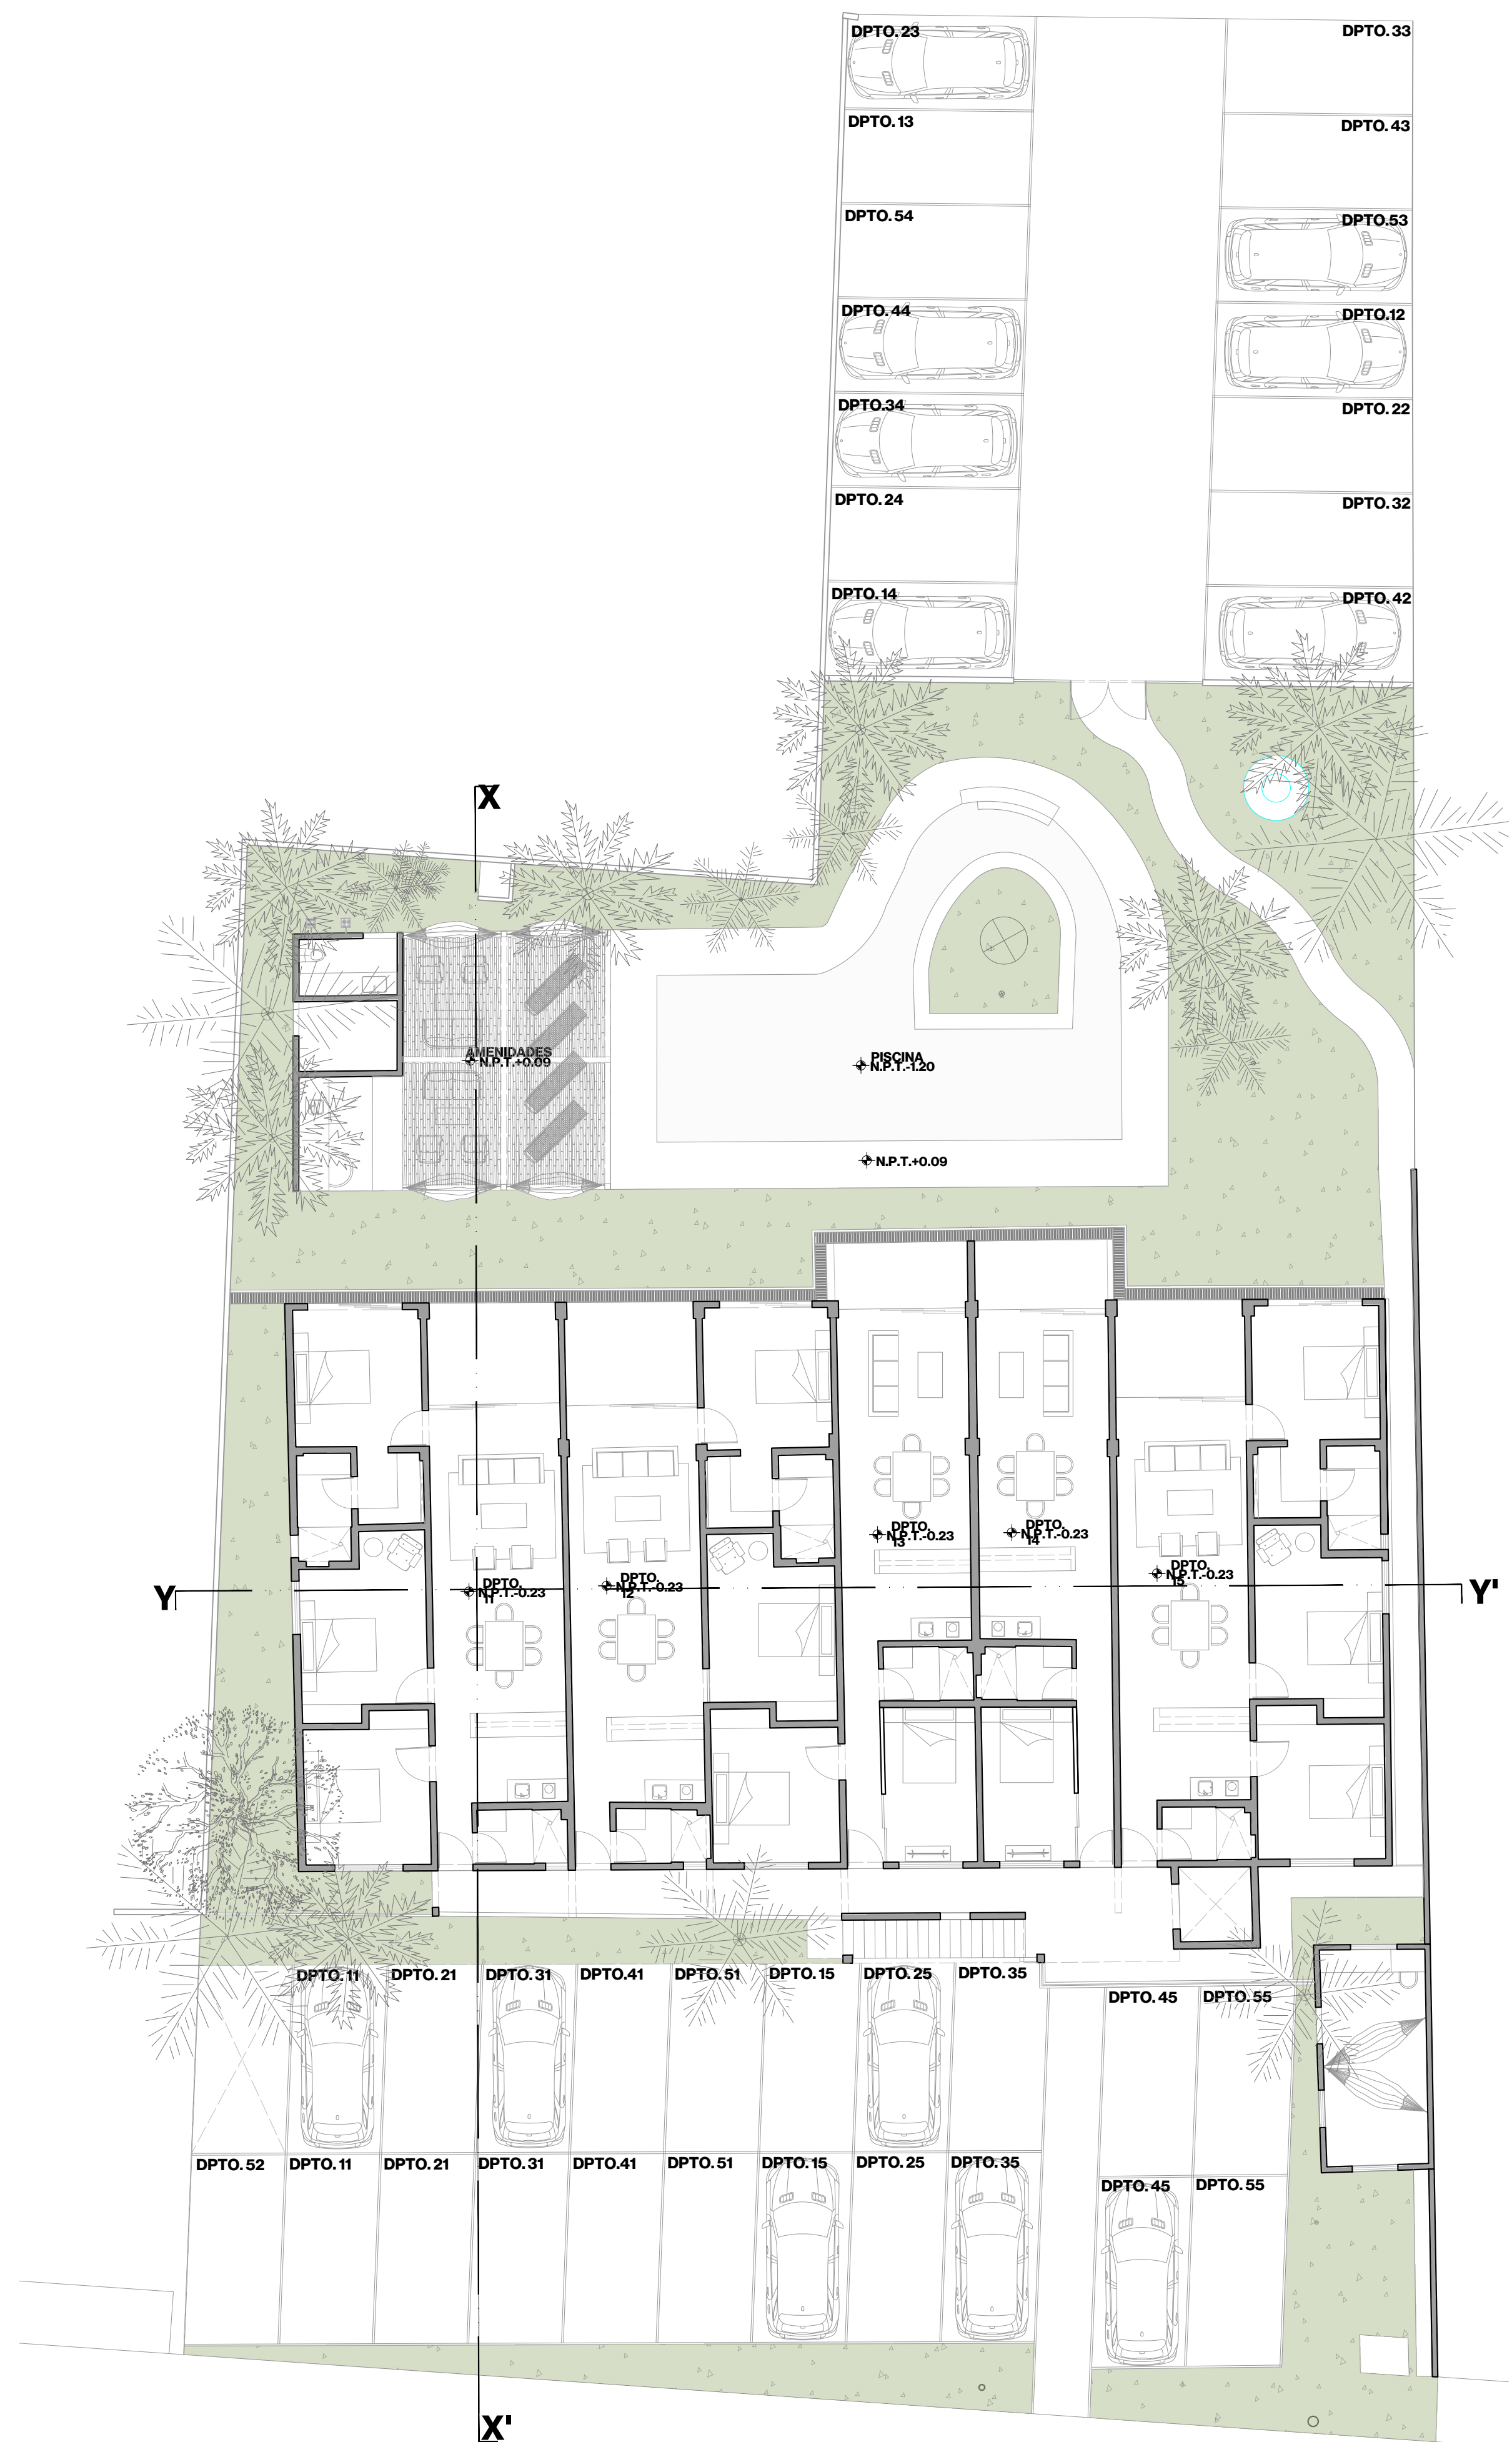 DPTO. 23
DPTO. 33
DPTO. 13
DPTO. 43
DPTO. 54
DPTO.53
DPTO. 44
DPTO.12
DPTO.34
DPTO. 22
DPTO. 24
DPTO. 32
DPTO. 14
DPTO. 42
X
AMENIDADES
N.P.T.+0.09
PISCINA
N.P.T.-1.20
N.P.T.+0.09
DPTO.
N.P.T.-0.23
13
DPTO.
N.P.T.-0.23
14
Y
DPTO.
N.P.T.-0.23
11
DPTO.
N.P.T.-0.23
12
DPTO.
N.P.T.-0.23
15
Y'
DPTO. 11
DPTO. 21
DPTO. 31
DPTO.41
DPTO. 51
DPTO. 15
DPTO. 25
DPTO. 35
DPTO. 45
DPTO. 55
DPTO. 52
DPTO. 11
DPTO. 21
DPTO. 31
DPTO.41
DPTO. 51
DPTO. 15
DPTO. 25
DPTO. 35
DPTO. 45
DPTO. 55
X'